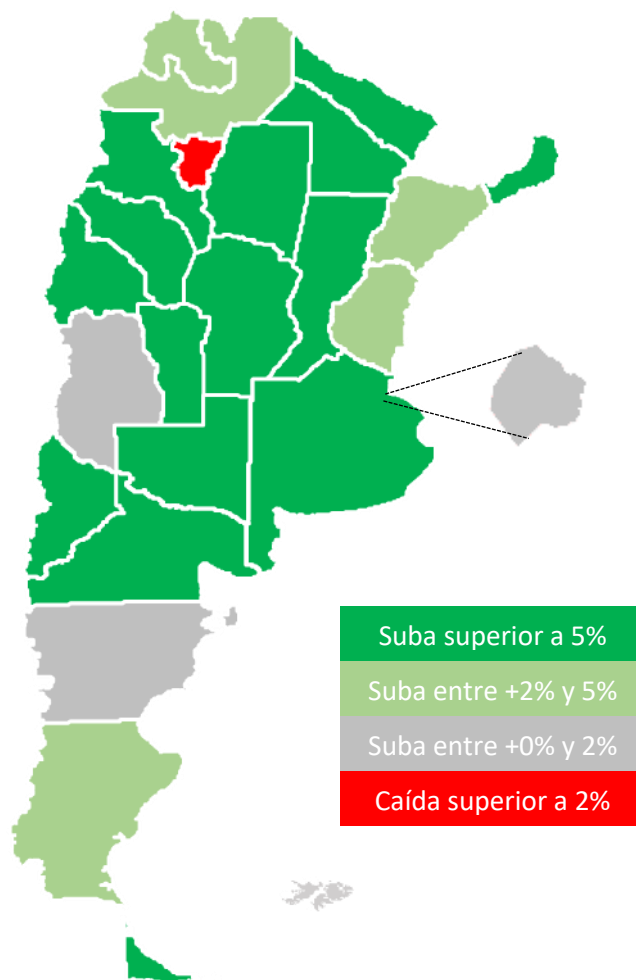 Suba superior a 5%
Suba entre +2% y 5%
Suba entre +0% y 2%
Caída superior a 2%